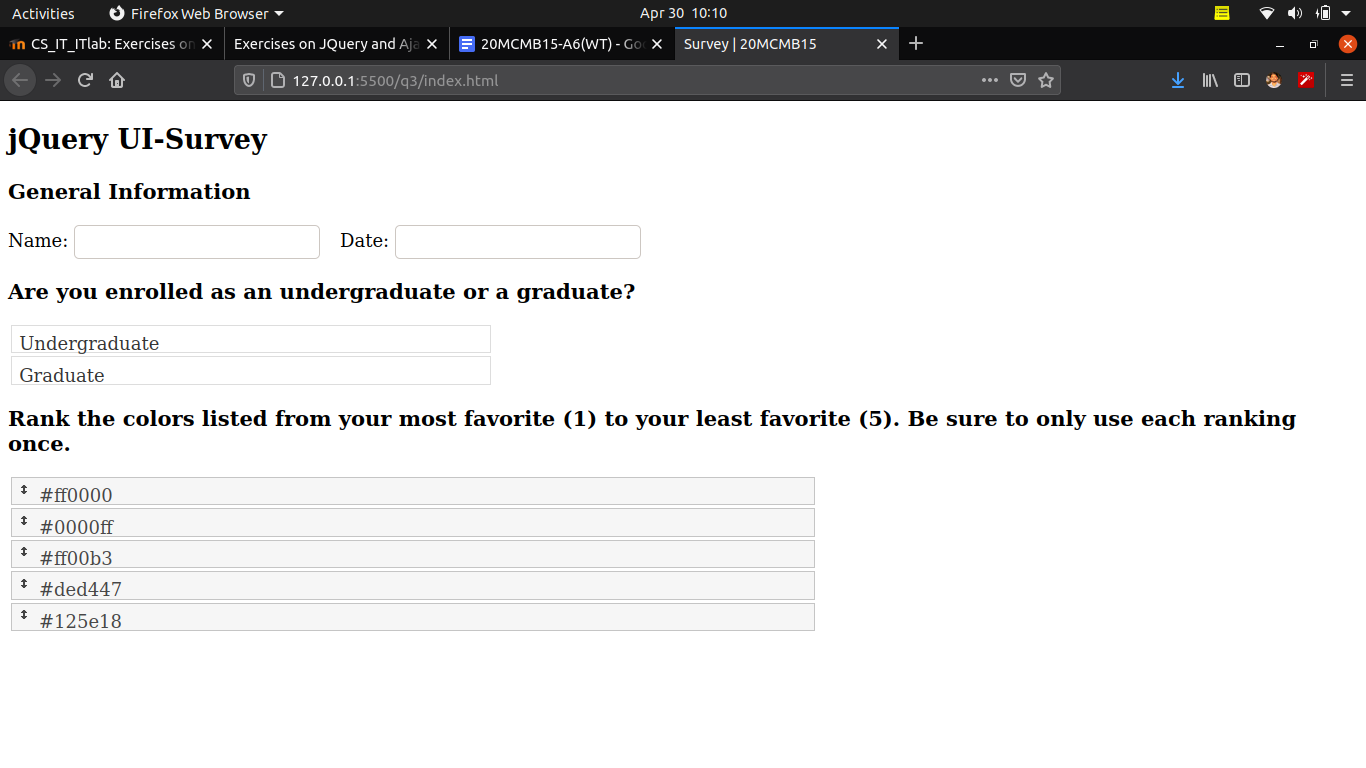 Activities Firefox Web Browser Apr 30 10:10
CS_IT_ITlab: Exercises on Exercises on JQuery and Aja 20MCMB15-A6(WT) - Goo Survey | 20MCMB15
127.0.0.1:5500/q3/index.html
jQuery UI-Survey
General Information
Name: Date:
Are you enrolled as an undergraduate or a graduate?
Undergraduate
Graduate
Rank the colors listed from your most favorite (1) to your least favorite (5). Be sure to only use each ranking
once.
#ff0000
#0000ff
#ff00b3
#ded447
#125e18